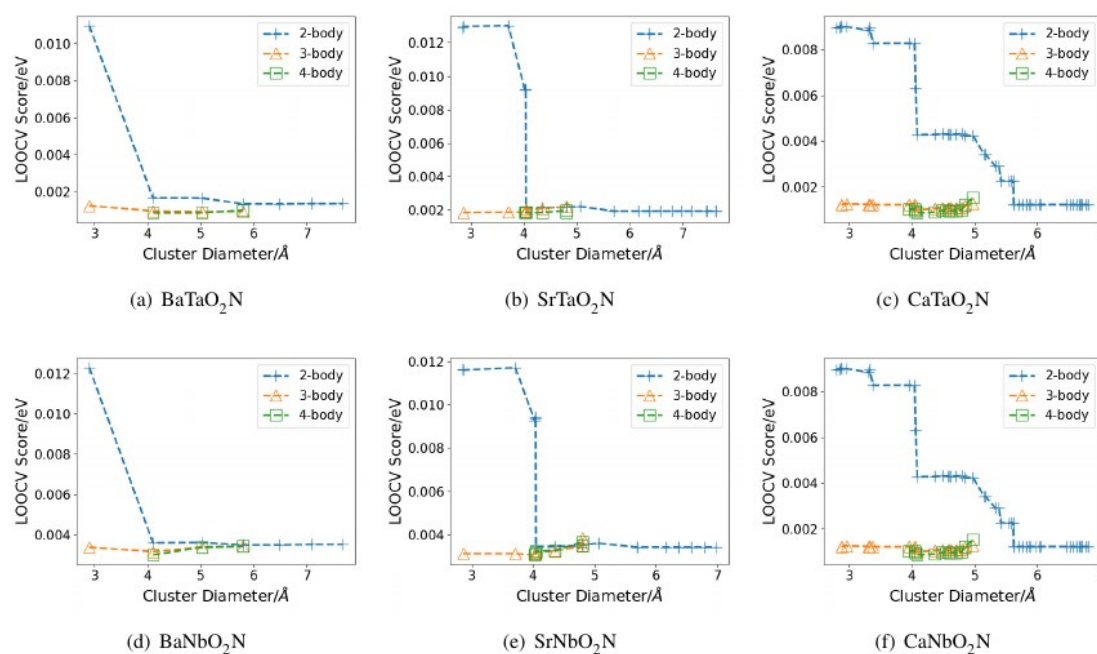 LOOCV Score/eV
0.010
0.008
0.006
0.004
0.002
2-body
3-body
4-body
3 4 5 6 7
Cluster Diameter/Å
(a) BaTaO₂N
LOOCV Score/eV
0.012
0.010
0.008
0.006
0.004
0.002
2-body
3-body
4-body
3 4 5 6 7
Cluster Diameter/Å
(b) SrTaO₂N
LOOCV Score/eV
0.008
0.006
0.004
0.002
2-body
3-body
4-body
3 4 5 6 7
Cluster Diameter/Å
(c) CaTaO₂N
LOOCV Score/eV
0.012
0.010
0.008
0.006
0.004
2-body
3-body
4-body
3 4 5 6 7
Cluster Diameter/Å
(d) BaNbO₂N
LOOCV Score/eV
0.012
0.010
0.008
0.006
0.004
2-body
3-body
4-body
3 4 5 6 7
Cluster Diameter/Å
(e) SrNbO₂N
LOOCV Score/eV
0.008
0.006
0.004
0.002
2-body
3-body
4-body
3 4 5 6
Cluster Diameter/Å
(f) CaNbO₂N